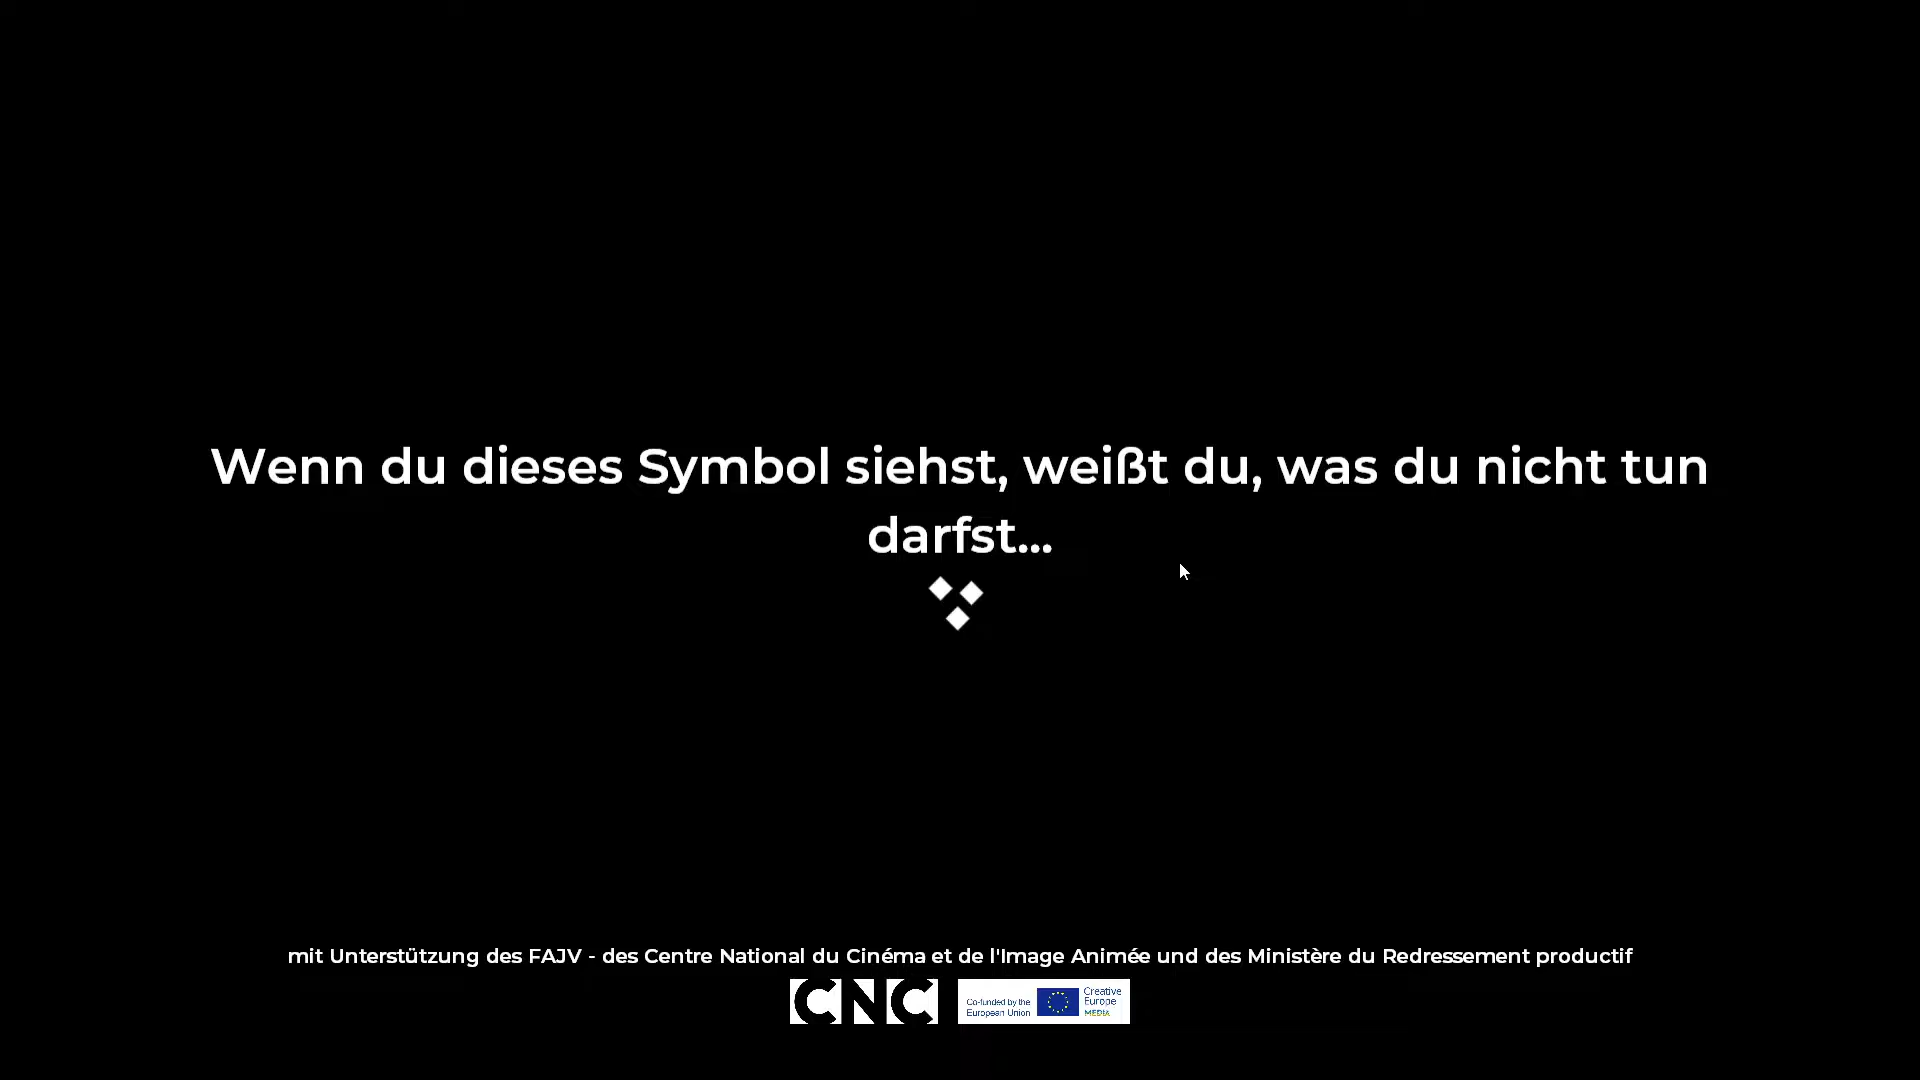 Wenn du dieses Symbol siehst, weißt du, was du nicht tun
darfst...
mit Unterstützung des FAJV - des Centre National du Cinéma et de l'Image Animée und des Ministère du Redressement productif
CNC
Co-funded by the
European Union
Creative
Europe
MEDIA